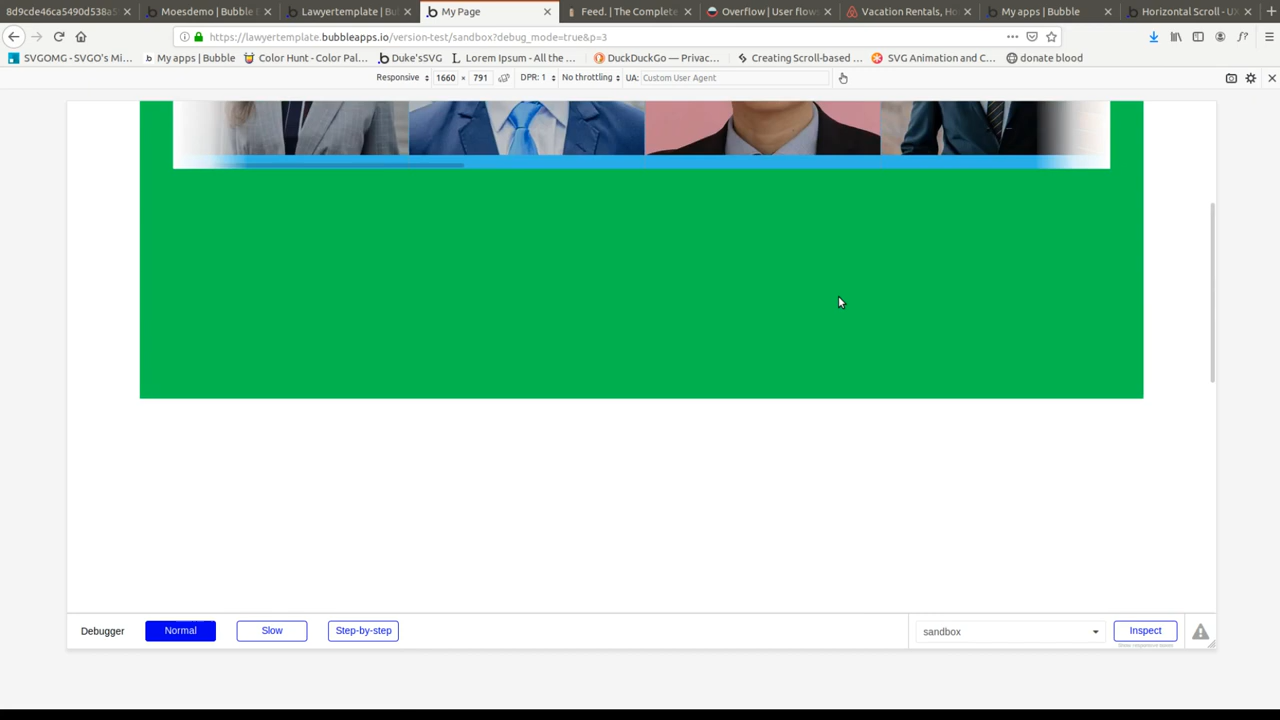 8d9cde46ca5490d538a5
Moesdemo | Bubble
Lawyertemplate | Bu
My Page
Feed. | The Complete
Overflow | User flows
Vacation Rentals, Ho
My apps | Bubble
Horizontal Scroll - UX
https://lawyertemplate.bubbleapps.io/version-test/sandbox?debug_mode=true&p=3
SVGOMG - SVGO's Mi...
My apps | Bubble
Color Hunt - Color Pal...
Duke'sSVG
Lorem Ipsum - All the ...
DuckDuckGo — Privac...
Creating Scroll-based ...
SVG Animation and C...
donate blood
Responsive
1660 × 791
DPR: 1
No throttling
UA: Custom User Agent
Debugger
Normal
Slow
Step-by-step
sandbox
Inspect